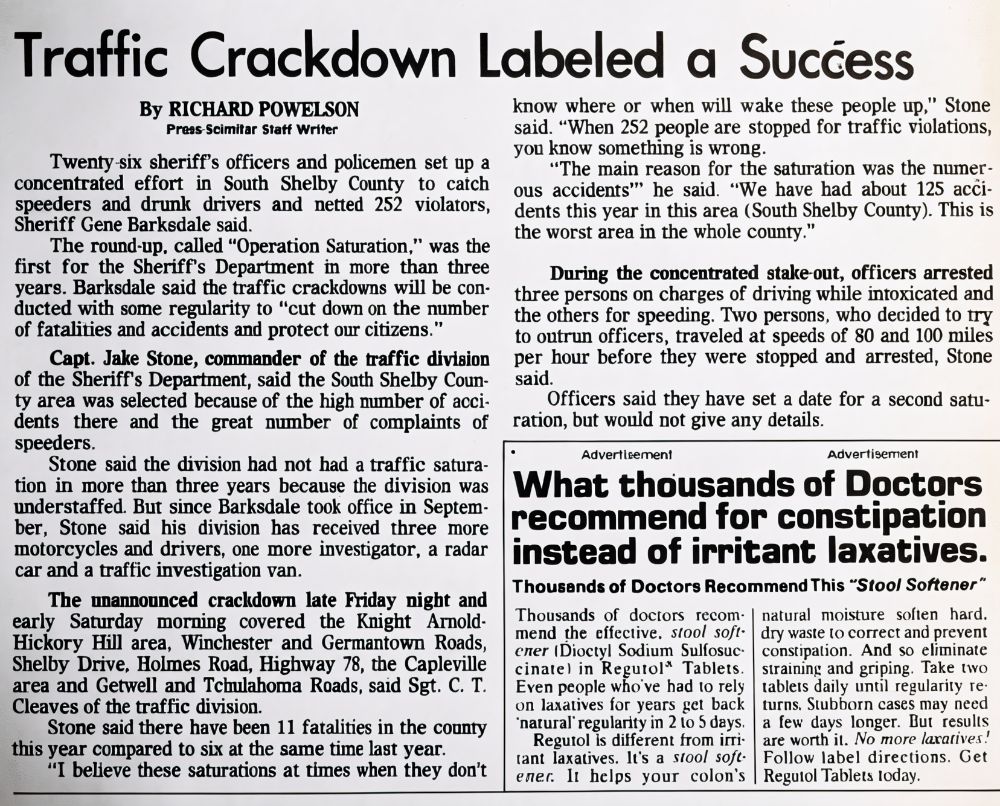 Traffic Crackdown Labeled a Success
By RICHARD POWELSON
Press-Scimitar Staff Writer
Twenty-six sheriff's officers and policemen set up a
concentrated effort in South Shelby County to catch
speeders and drunk drivers and netted 252 violators,
Sheriff Gene Barksdale said.
The round-up, called “Operation Saturation,” was the
first for the Sheriff's Department in more than three
years. Barksdale said the traffic crackdowns will be con-
ducted with some regularity to “cut down on the number
of fatalities and accidents and protect our citizens.”
Capt. Jake Stone, commander of the traffic division
of the Sheriff's Department, said the South Shelby Coun-
ty area was selected because of the high number of acci-
dents there and the great number of complaints of
speeders.
Stone said the division had not had a traffic satura-
tion in more than three years because the division was
understaffed. But since Barksdale took office in Septem-
ber, Stone said his division has received three more
motorcycles and drivers, one more investigator, a radar
car and a traffic investigation van.
The unannounced crackdown late Friday night and
early Saturday morning covered the Knight Arnold-
Hickory Hill area, Winchester and Germantown Roads,
Shelby Drive, Holmes Road, Highway 78, the Capleville
area and Getwell and Tchulahoma Roads, said Sgt. C. T.
Cleaves of the traffic division.
Stone said there have been 11 fatalities in the county
this year compared to six at the same time last year.
“I believe these saturations at times when they don't
know where or when will wake these people up,” Stone
said. “When 252 people are stopped for traffic violations,
you know something is wrong.
“The main reason for the saturation was the numer-
ous accidents”' he said. “We have had about 125 acci-
dents this year in this area (South Shelby County). This is
the worst area in the whole county.”
During the concentrated stake-out, officers arrested
three persons on charges of driving while intoxicated and
the others for speeding. Two persons, who decided to try
to outrun officers, traveled at speeds of 80 and 100 miles
per hour before they were stopped and arrested, Stone
said.
Officers said they have set a date for a second satu-
ration, but would not give any details.
Advertisement Advertisement
What thousands of Doctors
recommend for constipation
instead of irritant laxatives.
Thousands of Doctors Recommend This “Stool Softener”
Thousands of doctors recom-
mend the effective, stool soft-
ener (Dioctyl Sodium Sulfosuc-
cinate) in Regutol* Tablets.
Even people who've had to rely
on laxatives for years get back
'natural' regularity in 2 to 5 days.
Regutol is different from irri-
tant laxatives. It's a stool soft-
ener. It helps your colon's
natural moisture soften hard,
dry waste to correct and prevent
constipation. And so eliminate
straining and griping. Take two
tablets daily until regularity re-
turns. Stubborn cases may need
a few days longer. But results
are worth it. No more laxatives!
Follow label directions. Get
Regutol Tablets today.